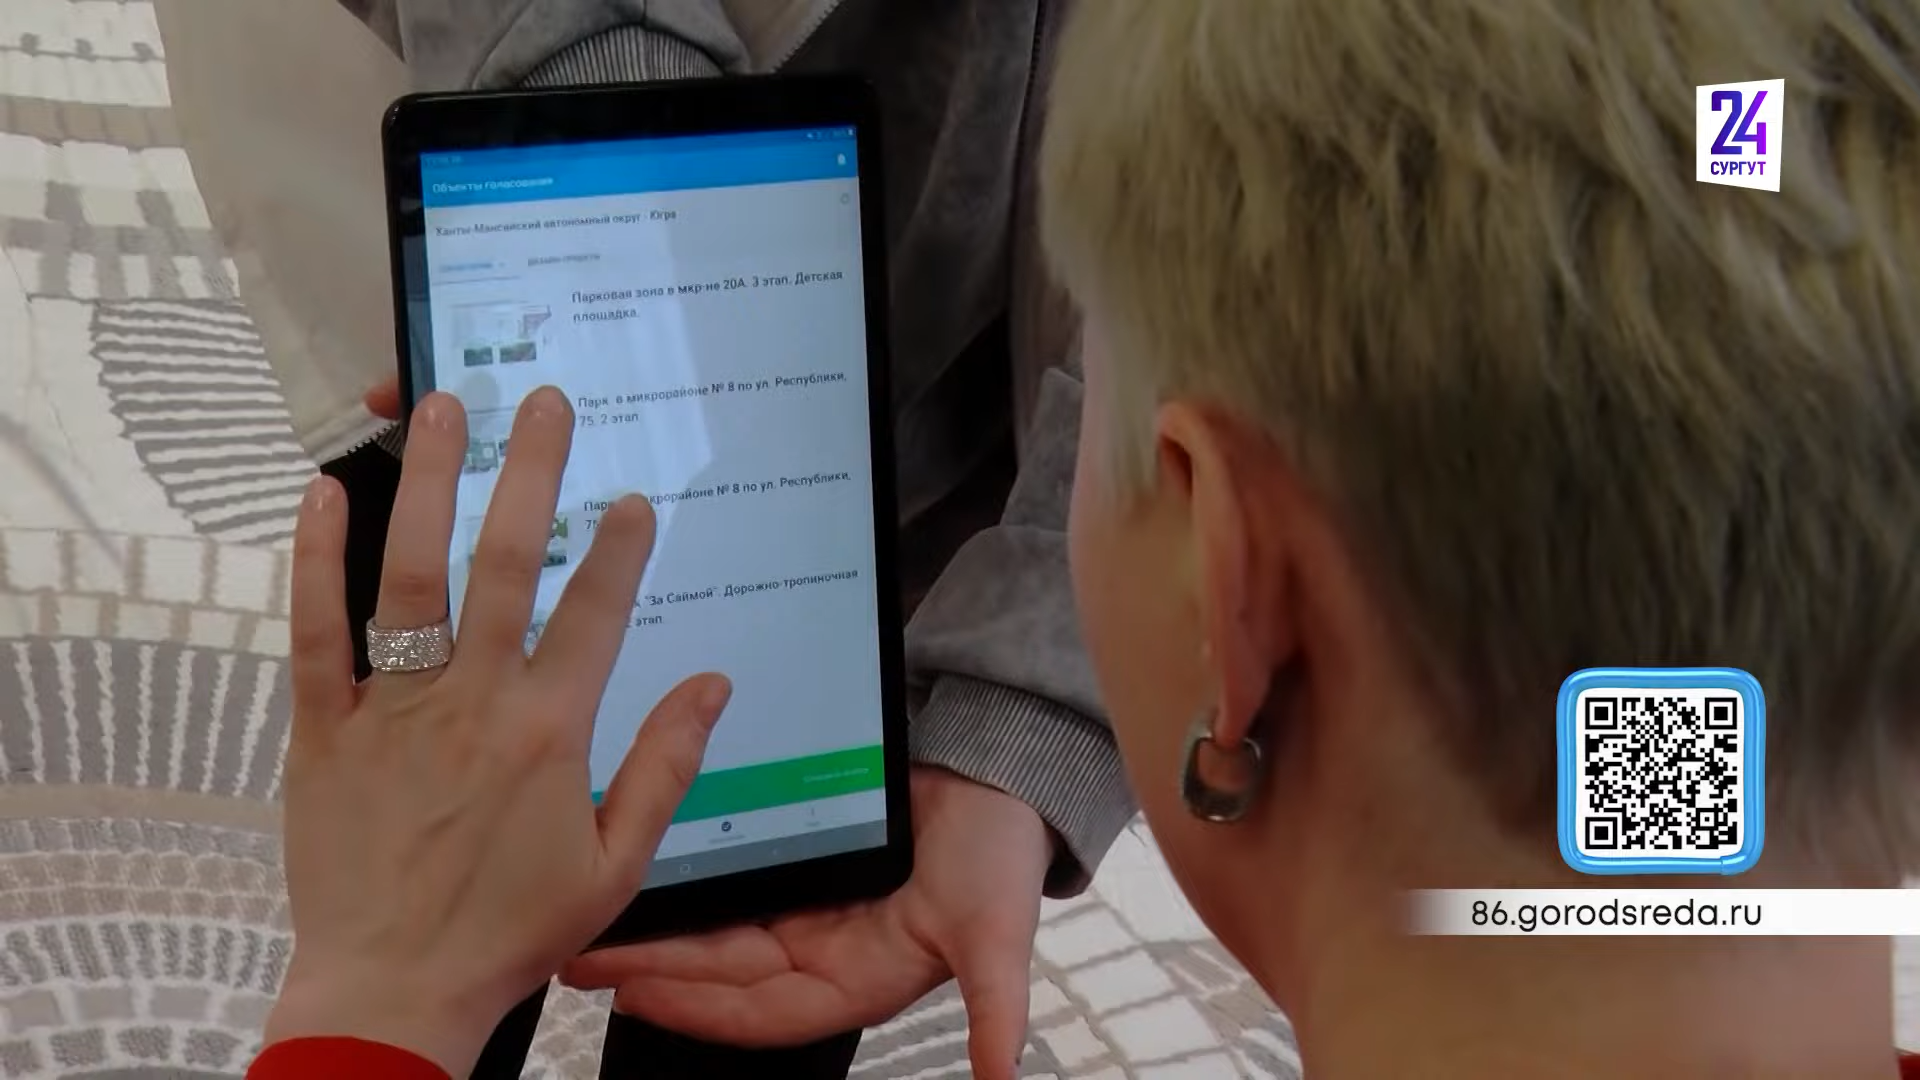 24
СУРГУТ
Объекты голосования
Ханты-Мансийский автономный округ - Югра
Парковая зона в мкр-не 20А. 3 этап. Детская
площадка.
Парк в микрорайоне № 8 по ул. Республики,
75. 2 этап.
Пар микрорайоне № 8 по ул. Республики,
"За Саймой". Дорожно-тропиночная
этап.
86.gorodsreda.ru